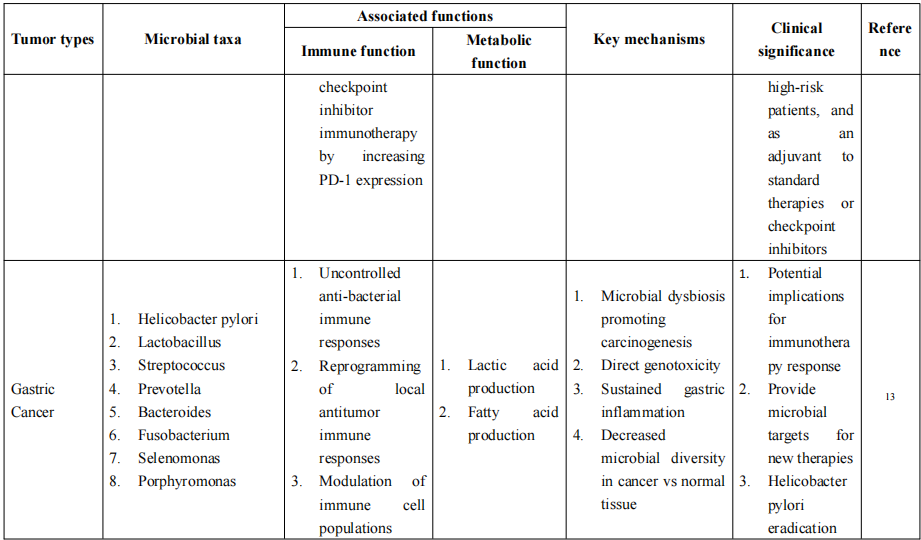 Tumor types
Microbial taxa
Associated functions
Immune function
Metabolic
function
Key mechanisms
Clinical
significance
Refere
nce
checkpoint
inhibitor
immunotherapy
by increasing
PD-1 expression
high-risk
patients, and
as an
adjuvant to
standard
therapies or
checkpoint
inhibitors
Gastric
Cancer
1. Helicobacter pylori
2. Lactobacillus
3. Streptococcus
4. Prevotella
5. Bacteroides
6. Fusobacterium
7. Selenomonas
8. Porphyromonas
1. Uncontrolled
anti-bacterial
immune
responses
2. Reprogramming
of local
antitumor
immune
responses
3. Modulation of
immune cell
populations
1. Lactic acid
production
2. Fatty acid
production
1. Microbial dysbiosis
promoting
carcinogenesis
2. Direct genotoxicity
3. Sustained gastric
inflammation
4. Decreased
microbial diversity
in cancer vs normal
tissue
1. Potential
implications
for
immunothera
py response
2. Provide
microbial
targets for
new therapies
3. Helicobacter
pylori
eradication
13